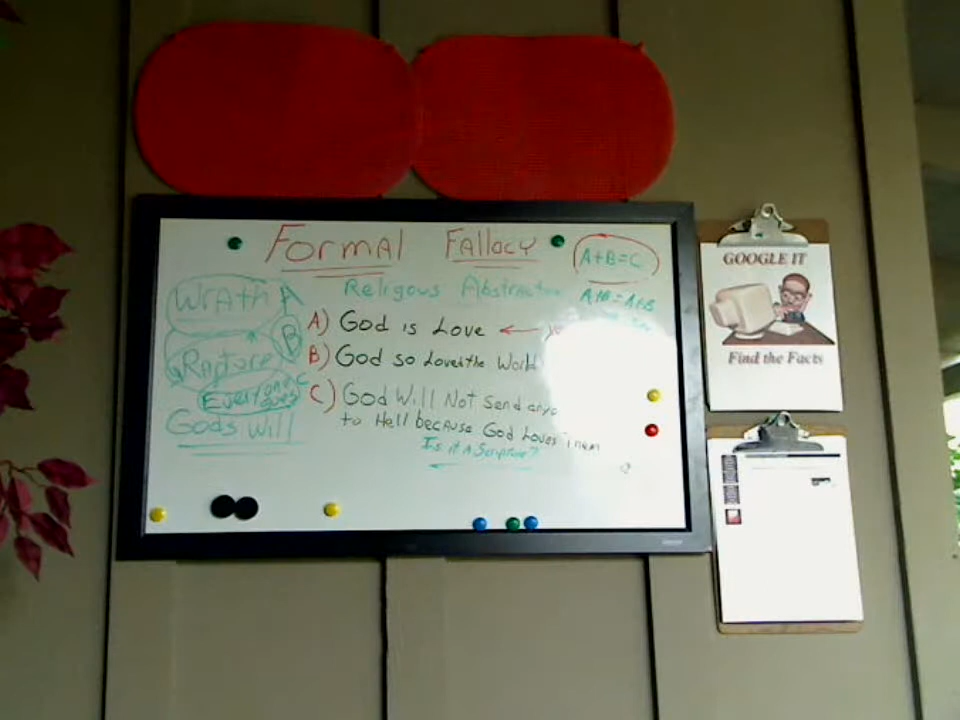 Formal Fallacy
A+B=C
Religous Abstraction
A+B = A+B
Wrath A
A) God is Love
B
B) God so Loved the World
Rapture
C) God Will Not Send
Everyone goes C
to Hell because God Loves Them
Gods Will
Is it A Scripture?
GOOGLE IT
Find the Facts